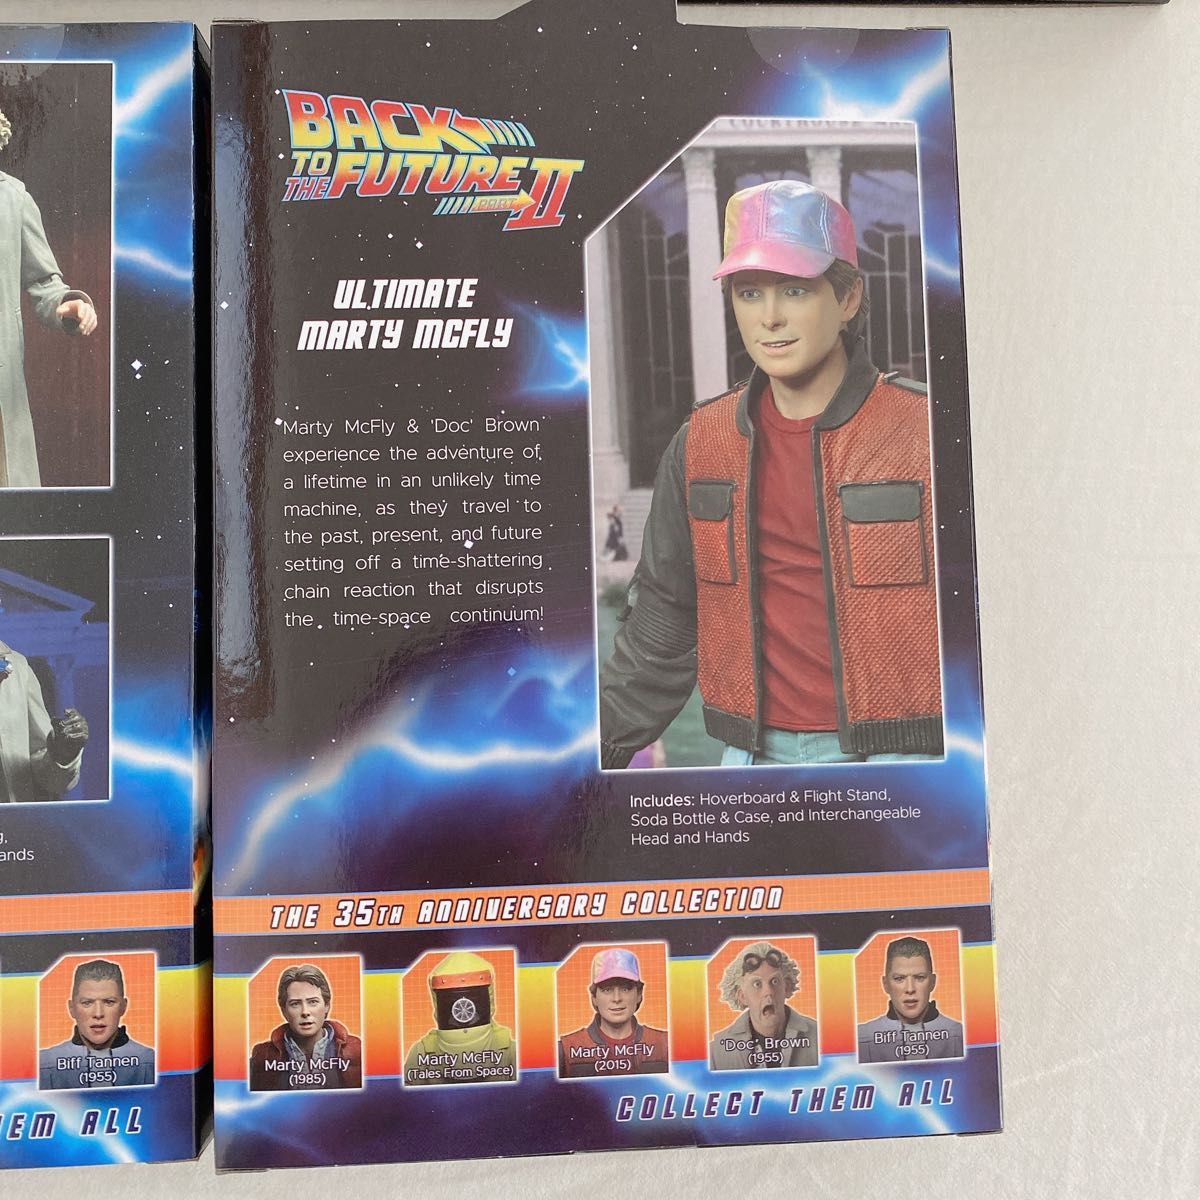 BACK
TO
THE FUTURE
PART II
ULTIMATE
MARTY MCFLY
Marty McFly & 'Doc' Brown
experience the adventure of
a lifetime in an unlikely time
machine, as they travel to
the past, present, and future
setting off a time-shattering
chain reaction that disrupts
the time-space continuum!
Includes: Hoverboard & Flight Stand,
Soda Bottle & Case, and Interchangeable
Head and Hands
THE 35TH ANNIVERSARY COLLECTION
Marty McFly
(1985)
Marty McFly
(Tales From Space)
Marty McFly
(2015)
'Doc' Brown
(1955)
Biff Tannen
(1955)
COLLECT THEM ALL
Biff Tannen
(1955)
ALL